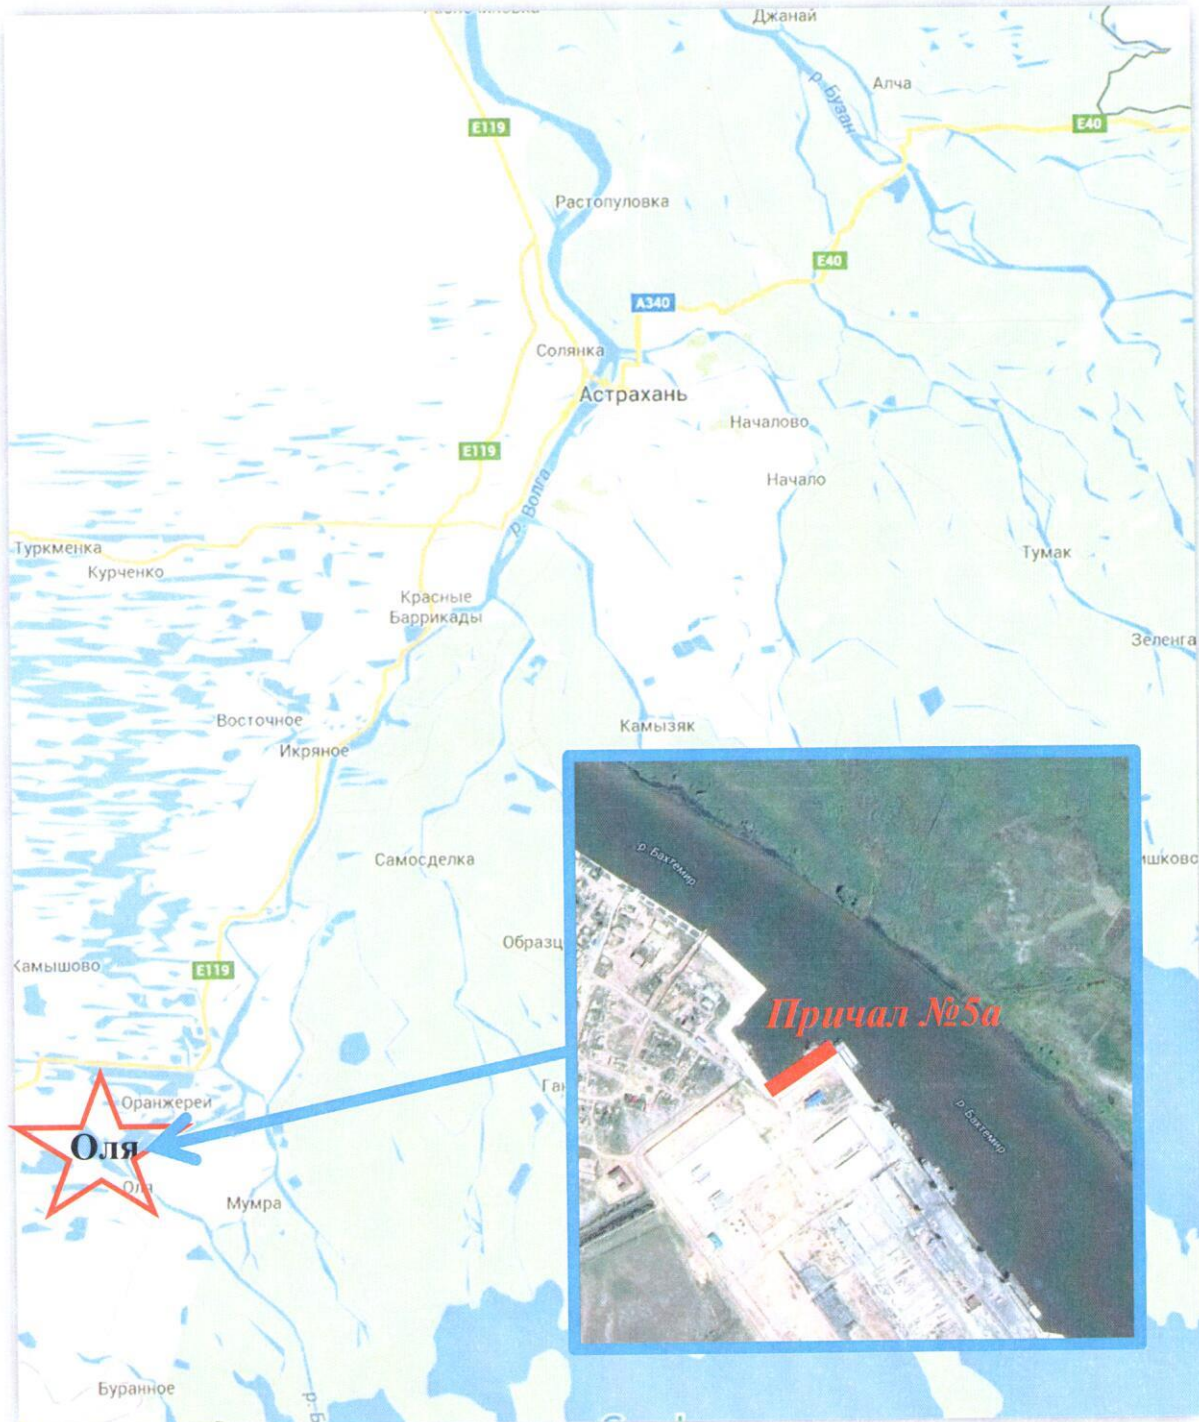 Джанай
Алча
р. Бузан
E119
E40
Растопуловка
E40
A340
Солянка
Астрахань
Началово
E119
Начало
р. Волга
Туркменка
Курченко
Тумак
Красные
Баррикады
Зеленга
Восточное
Икряное
Камызяк
Самосделка
р. Бахтемир
Образц
Камышово
E119
Причал №5а
Оранжереи
р. Бахтемир
Оля
Оля
Мумра
Буранное